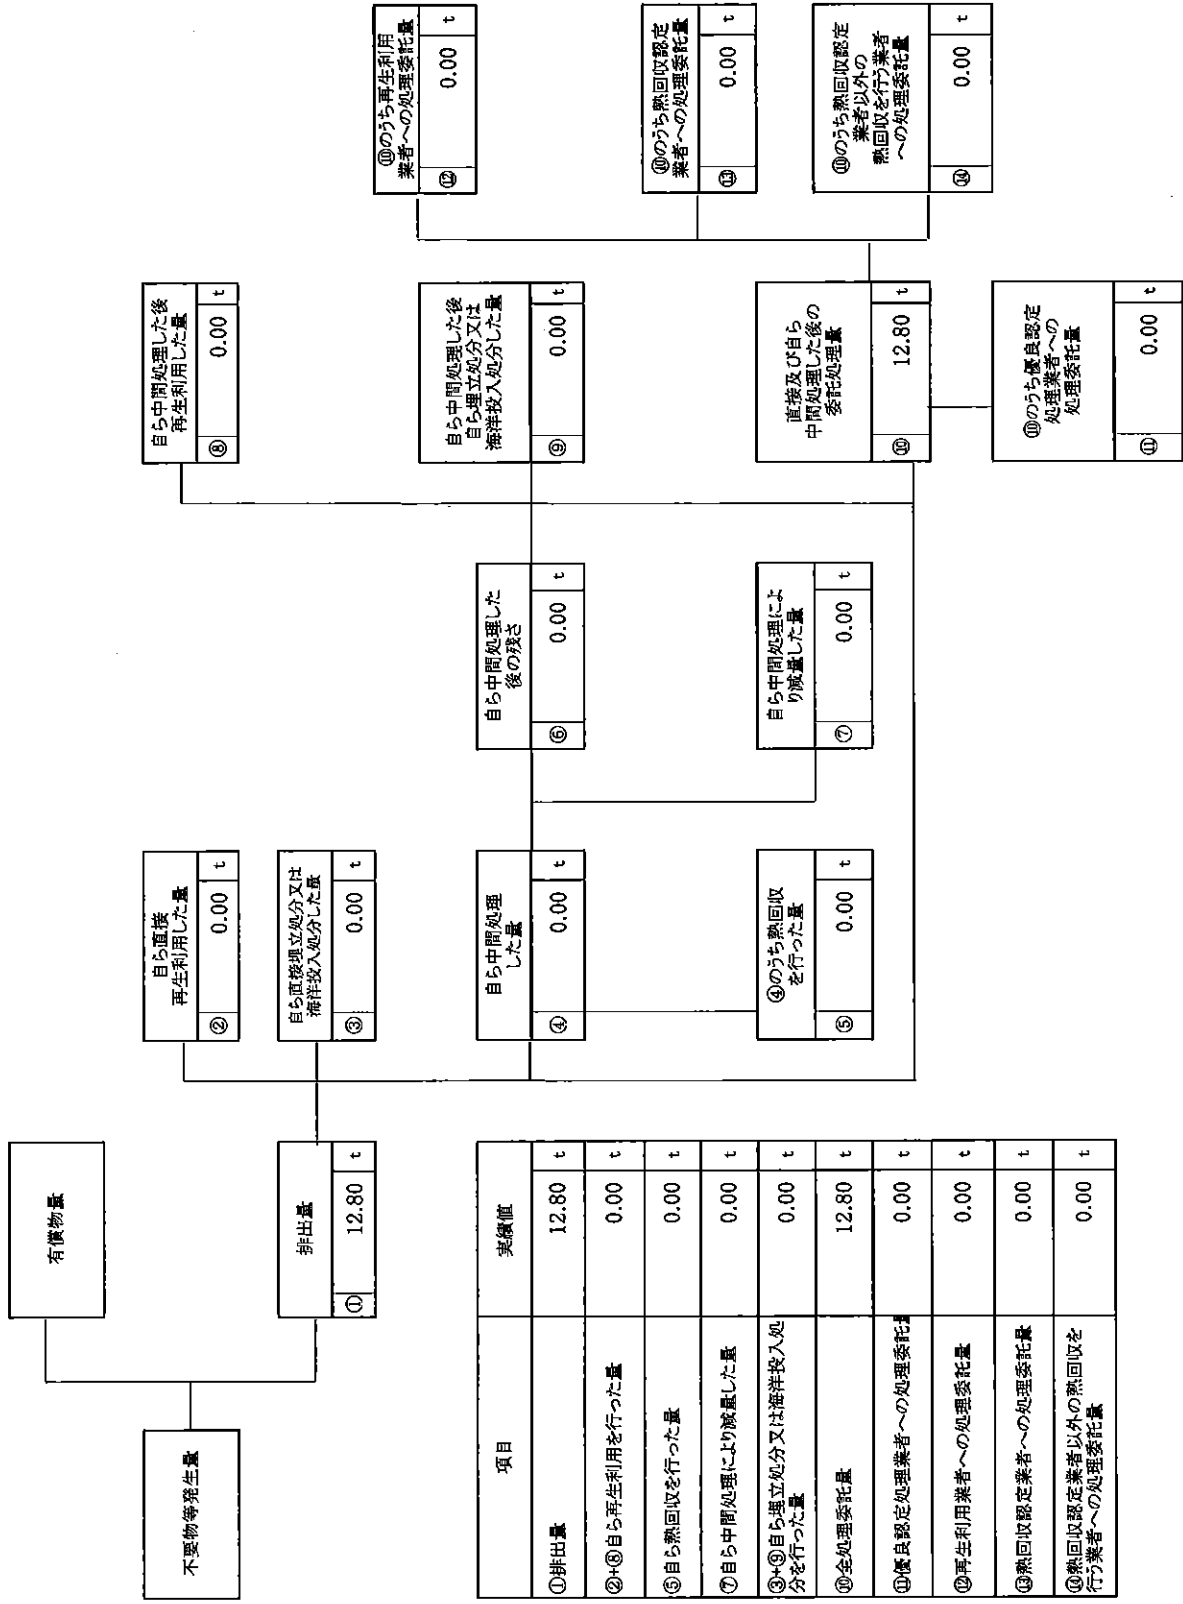 不要物等発生量
有償物量
排出量
① 12.80 t
自ら直接
再生利用した量
② 0.00 t
自ら直接埋立処分又は
海洋投入処分した量
③ 0.00 t
自ら中間処理
した量
④ 0.00 t
④のうち熱回収
を行った量
⑤ 0.00 t
自ら中間処理した
後の残さ
⑥ 0.00 t
自ら中間処理によ
り減量した量
⑦ 0.00 t
自ら中間処理した後
再生利用した量
⑧ 0.00 t
自ら中間処理した後
自ら埋立処分又は
海洋投入処分した量
⑨ 0.00 t
直接及び自ら
中間処理した後の
委託処理量
⑩ 12.80 t
⑩のうち優良認定
処理業者への
処理委託量
⑪ 0.00 t
⑩のうち再生利用
業者への処理委託量
⑫ 0.00 t
⑩のうち熱回収認定
業者への処理委託量
⑬ 0.00 t
⑩のうち熱回収認定
業者以外の
熱回収を行う業者
への処理委託量
⑭ 0.00 t
項目 実績値
①排出量 12.80 t
②+⑧自ら再生利用を行った量 0.00 t
⑤自ら熱回収を行った量 0.00 t
⑦自ら中間処理により減量した量 0.00 t
③+⑨自ら埋立処分又は海洋投入処
分を行った量 0.00 t
⑩全処理委託量 12.80 t
⑪優良認定処理業者への処理委託量 0.00 t
⑫再生利用業者への処理委託量 0.00 t
⑬熱回収認定業者への処理委託量 0.00 t
⑭熱回収認定業者以外の熱回収を
行う業者への処理委託量 0.00 t